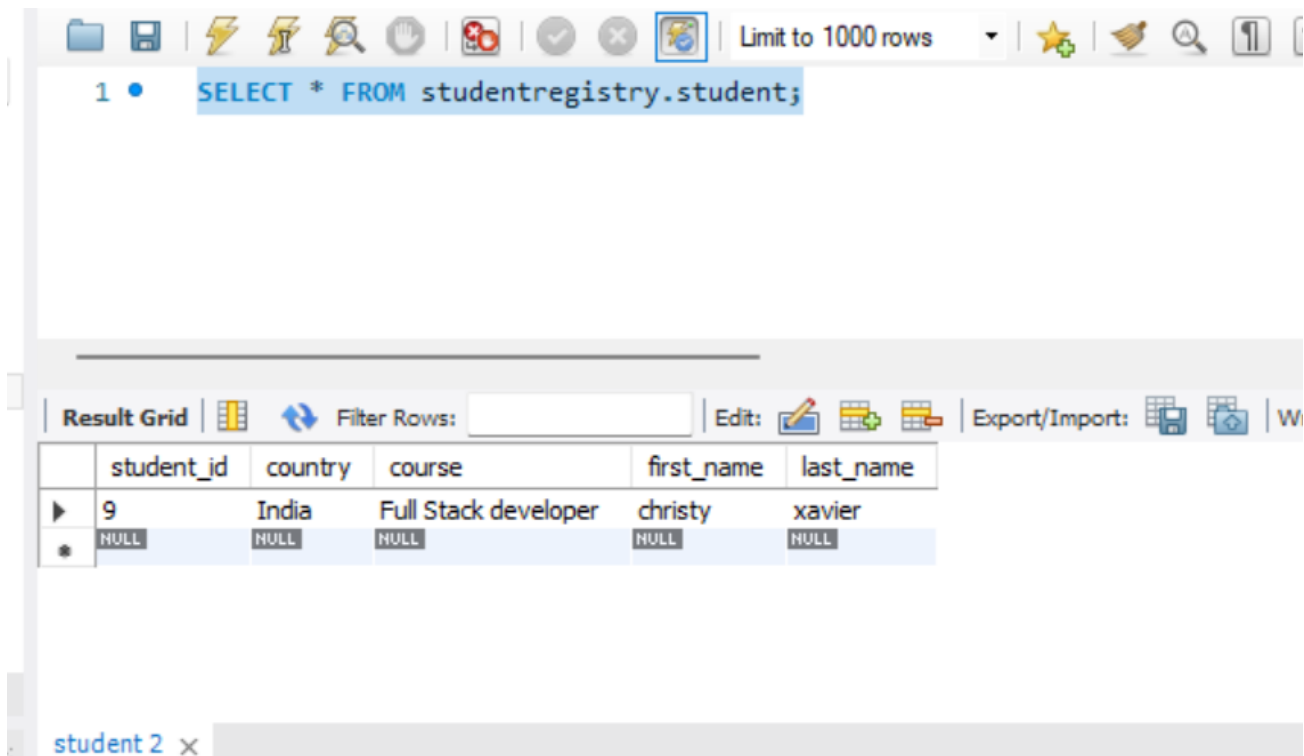 Limit to 1000 rows
1 SELECT * FROM studentregistry.student;
Result Grid Filter Rows: Edit: Export/Import:
student_id country course first_name last_name
9 India Full Stack developer christy xavier
NULL NULL NULL NULL NULL
student 2